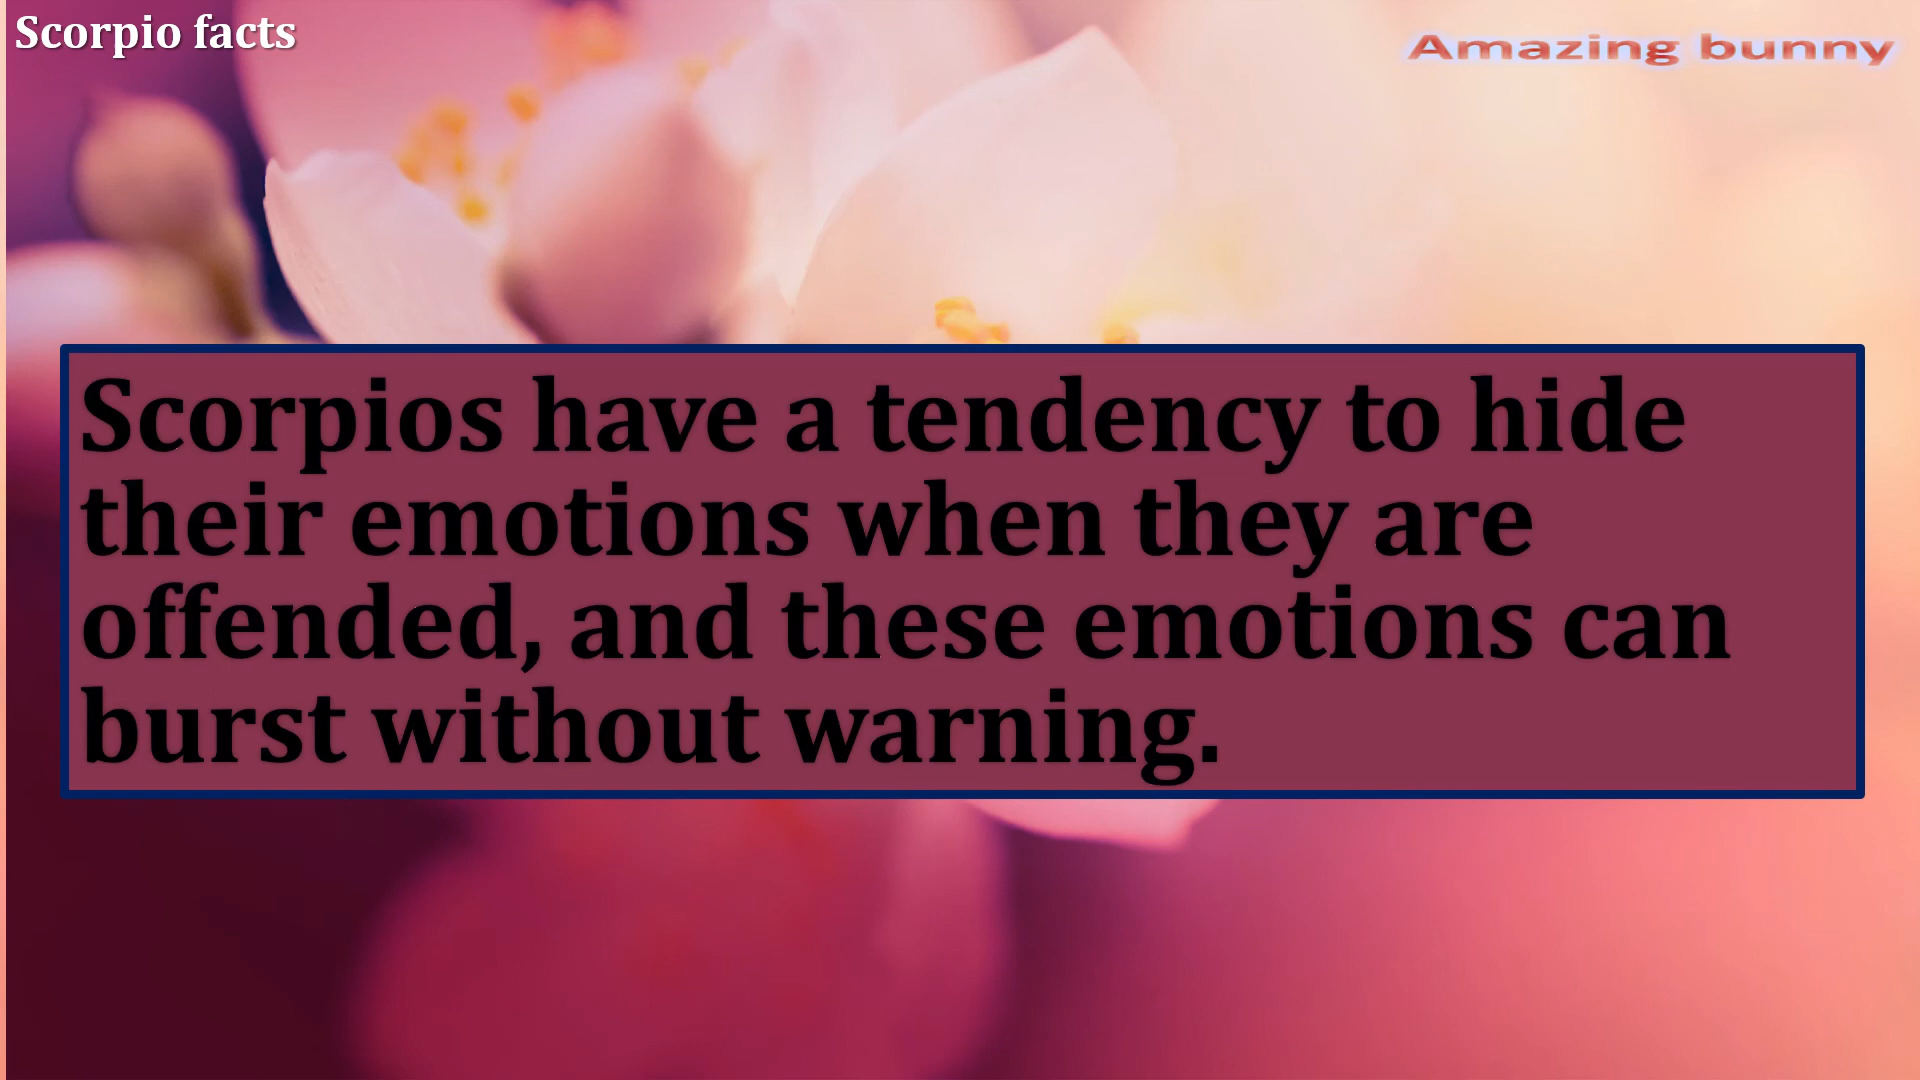 Scorpio facts
Amazing bunny
Scorpios have a tendency to hide
their emotions when they are
offended, and these emotions can
burst without warning.